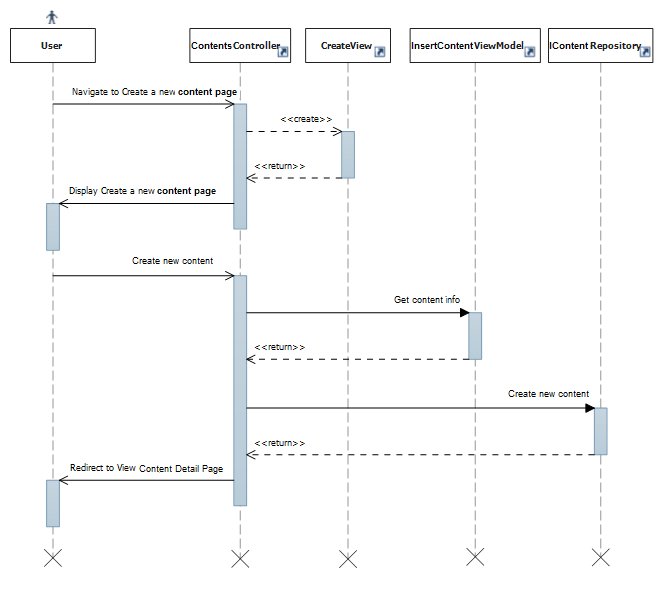 User
ContentsController
CreateView
InsertContentViewModel
IContent Repository
Navigate to Create a new content page
<<create>>
<<return>>
Display Create a new content page
Create new content
Get content info
<<return>>
Create new content
<<return>>
Redirect to View Content Detail Page